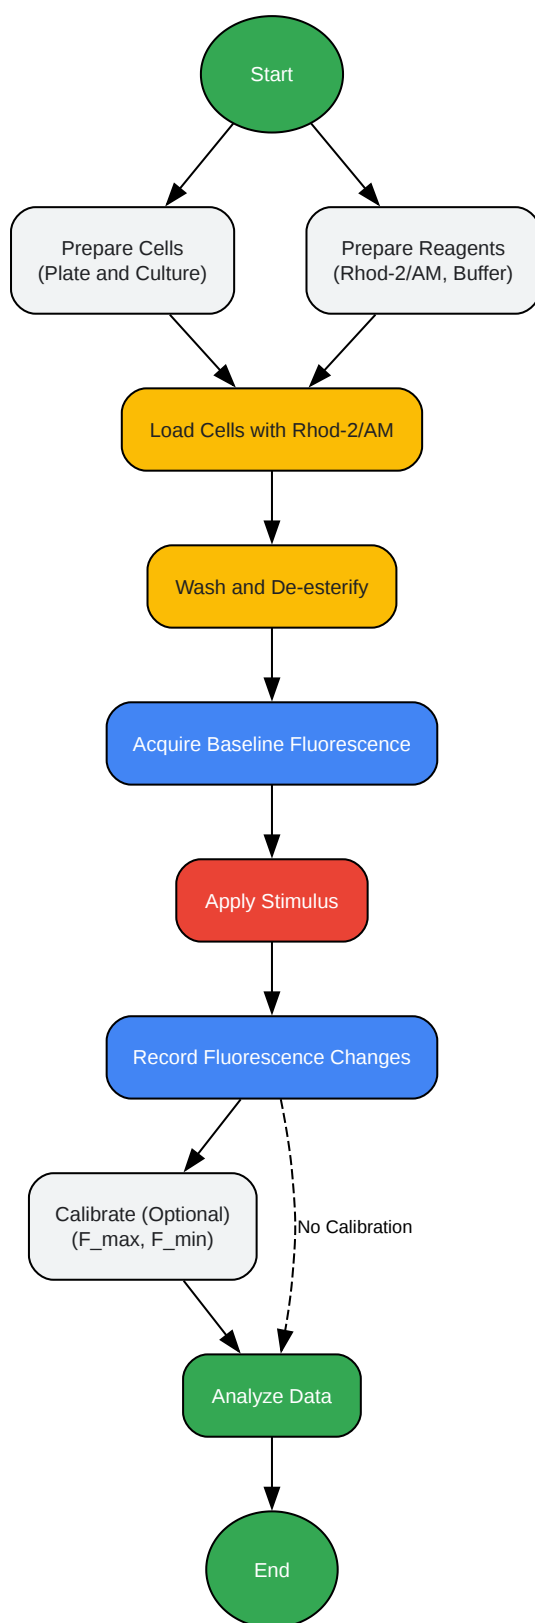 Start
Prepare Cells
(Plate and Culture)
Prepare Reagents
(Rhod-2/AM, Buffer)
Load Cells with Rhod-2/AM
Wash and De-esterify
Acquire Baseline Fluorescence
Apply Stimulus
Record Fluorescence Changes
Calibrate (Optional)
(F_max, F_min)
No Calibration
Analyze Data
End